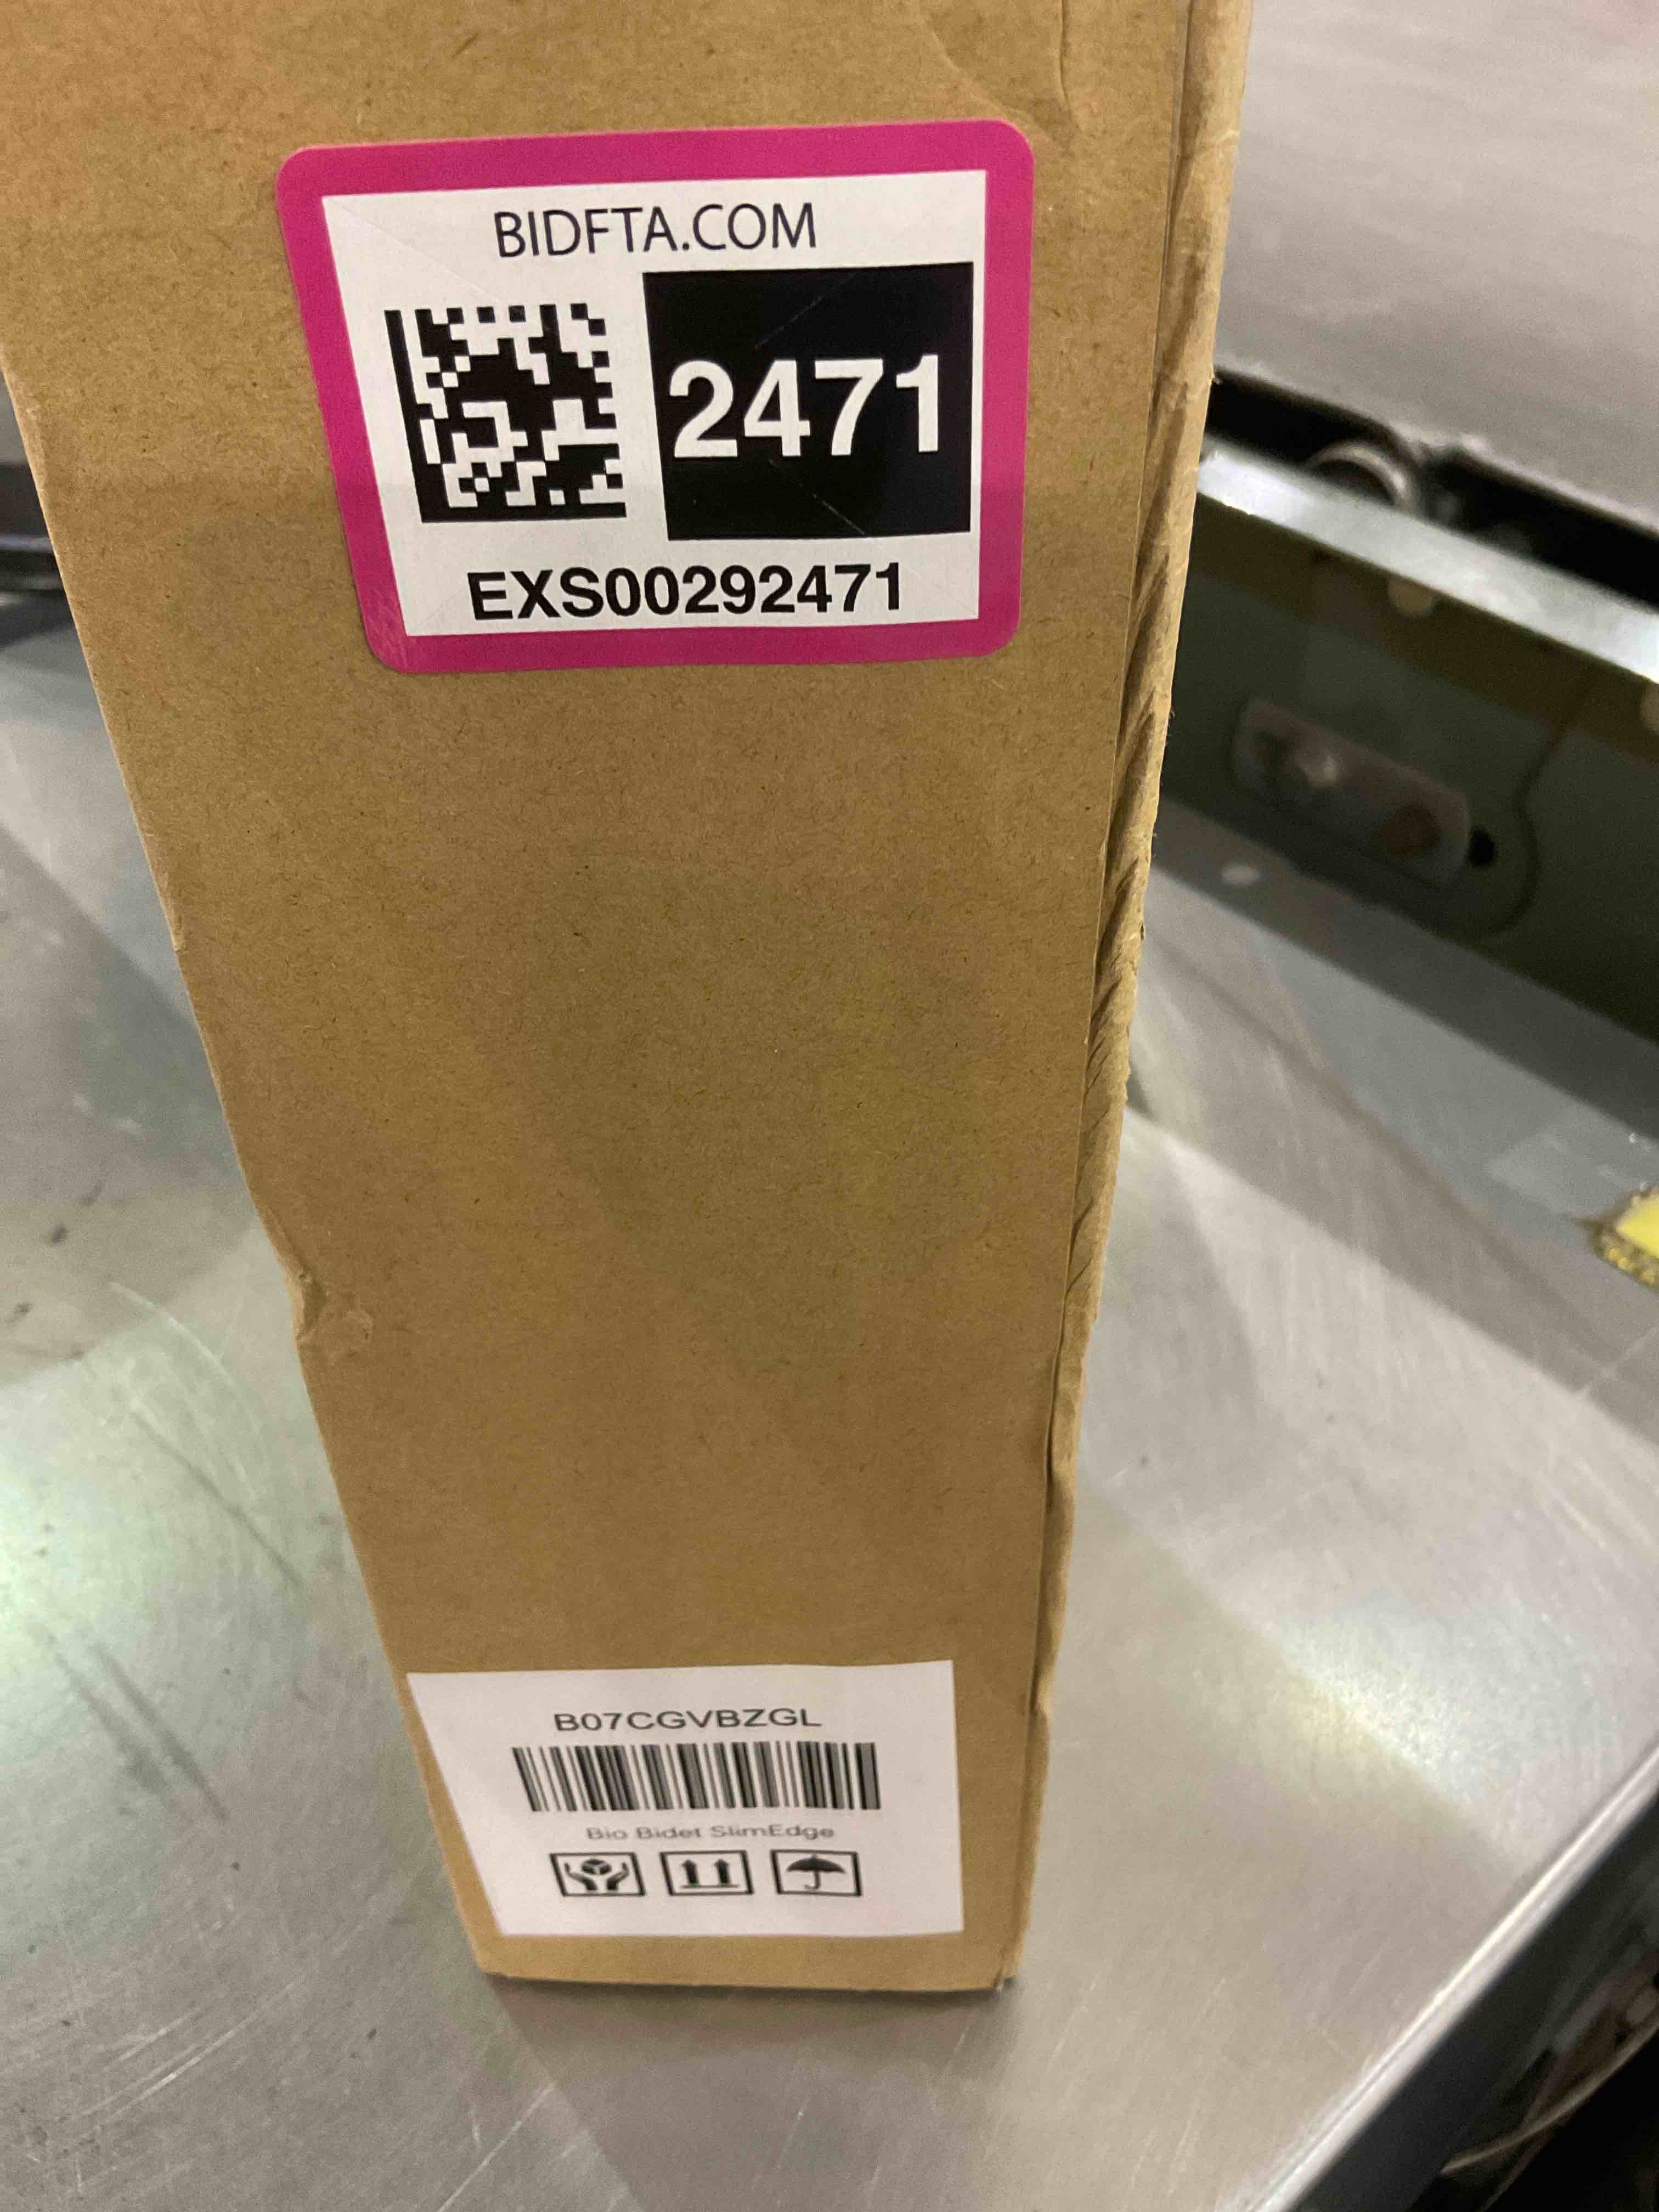 BIDFTA.COM
2471
EXS00292471
B07CGVBZGL
Bio Bidet SlimEdge